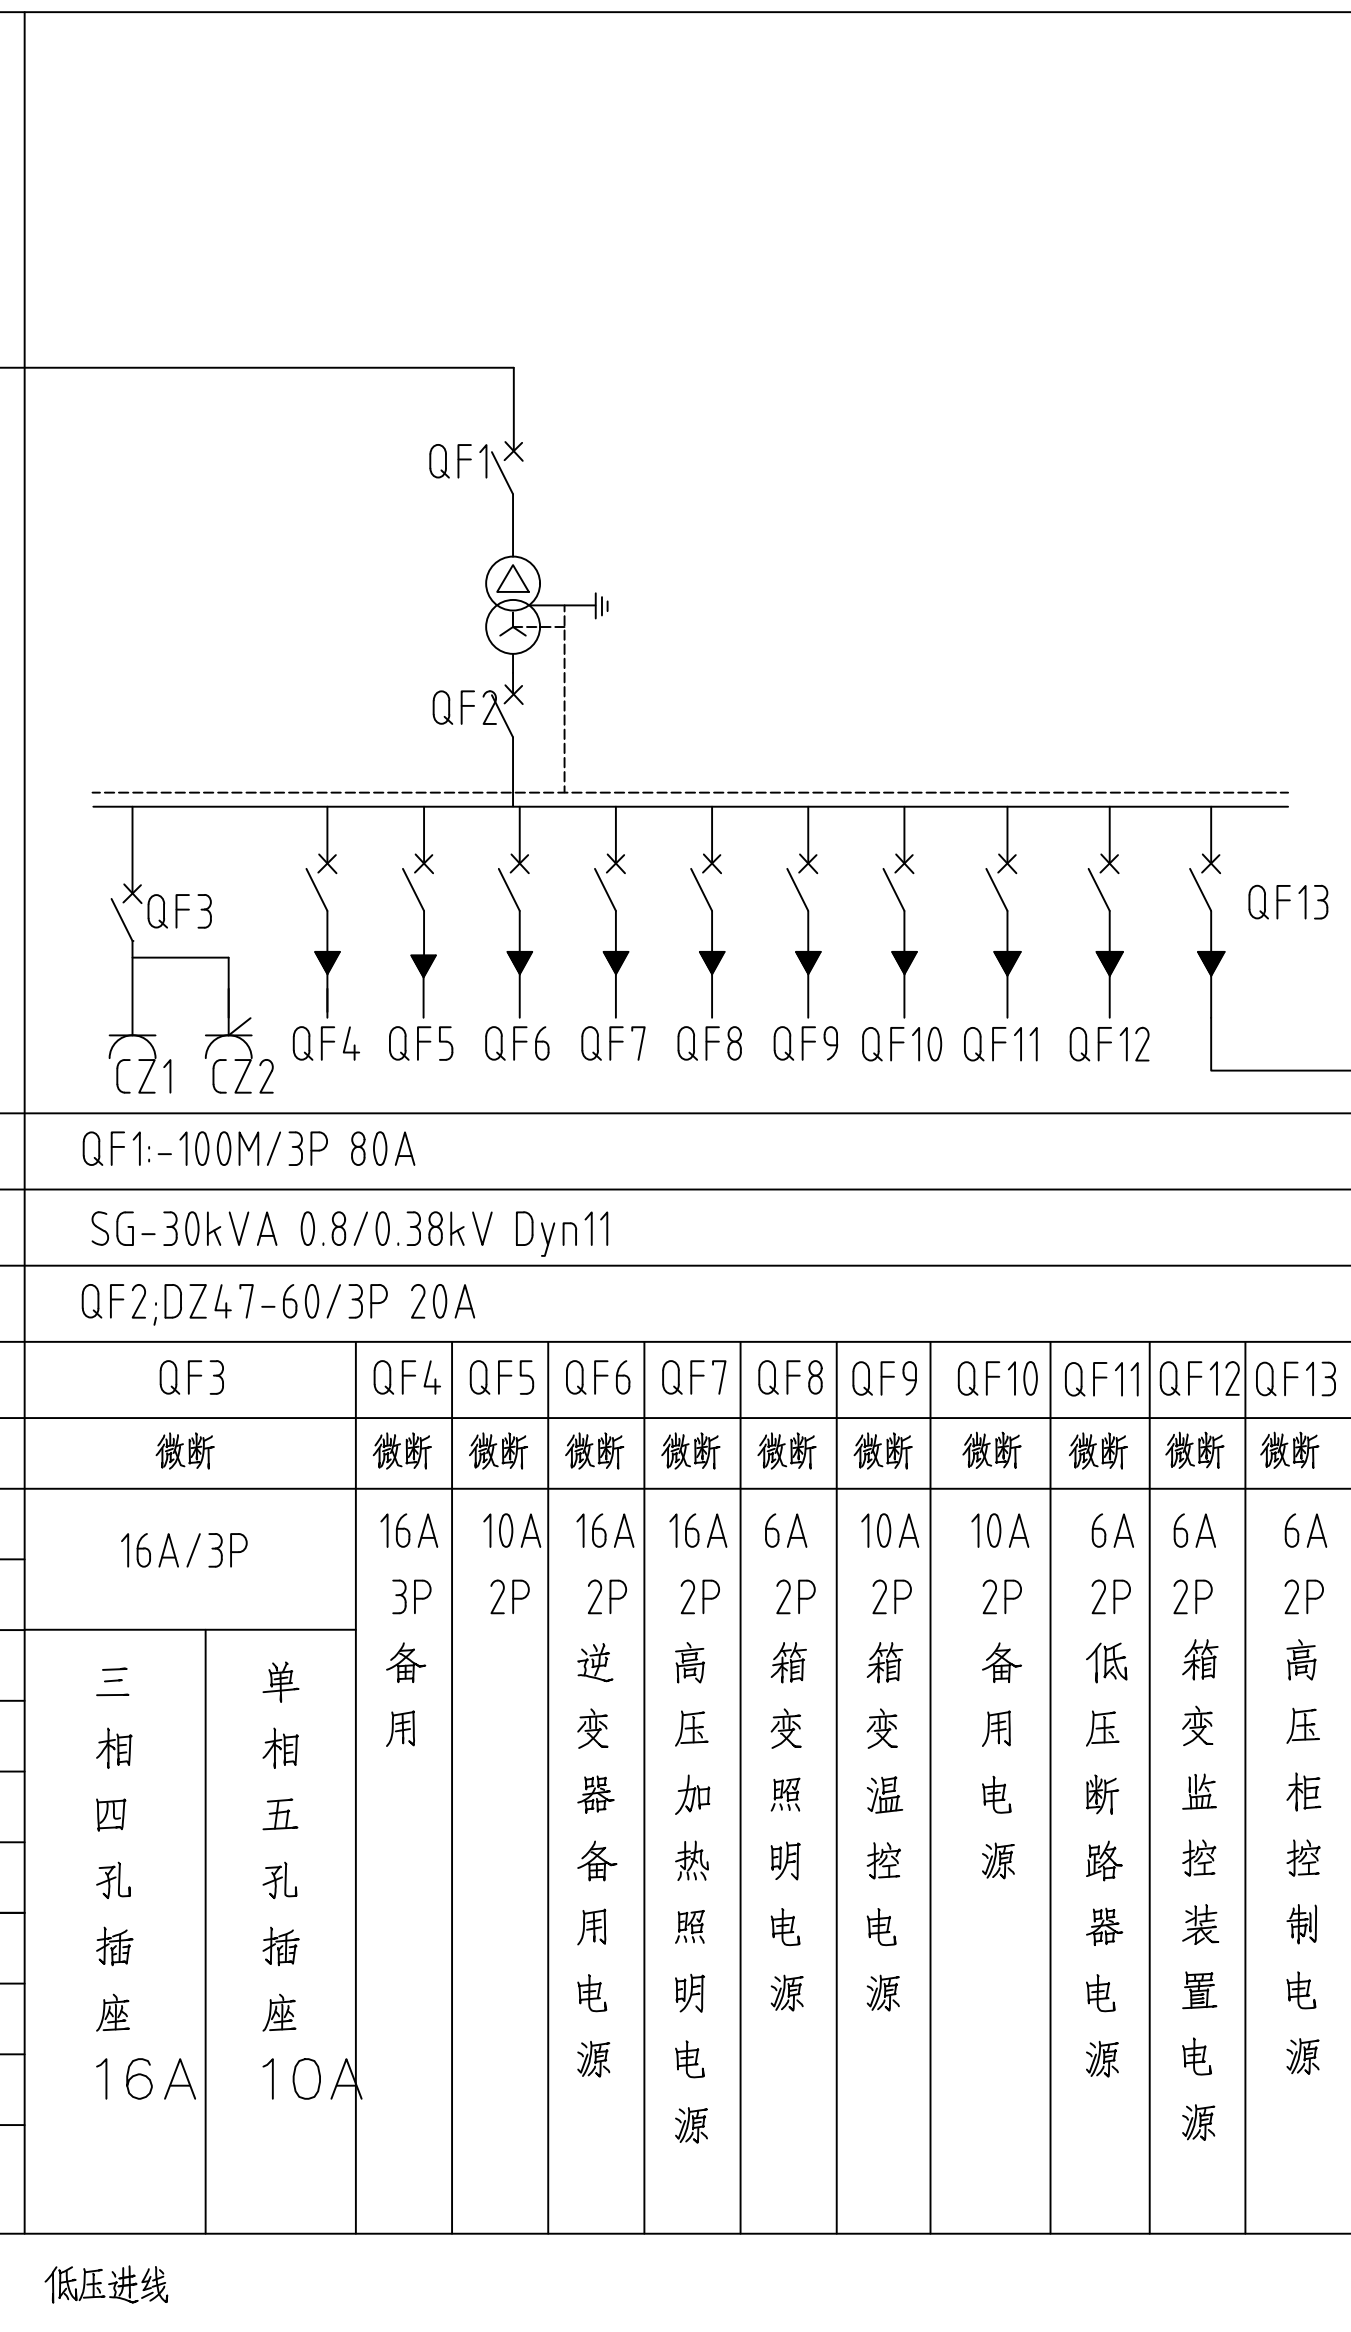 QF1
QF2
QF3
QF13
QF4 QF5 QF6 QF7 QF8 QF9 QF10 QF11 QF12
CZ1 CZ2
QF1:-100M/3P 80A
SG-30kVA 0.8/0.38kV Dyn11
QF2;DZ47-60/3P 20A
QF3 QF4 QF5 QF6 QF7 QF8 QF9 QF10 QF11 QF12 QF13
微断 微断 微断 微断 微断 微断 微断 微断 微断 微断 微断
16A/3P
三相四孔插座
16A
单相五孔插座
10A
16A
3P
备用
10A
2P
16A
2P
逆变器备用电源
16A
2P
高压加热照明电源
6A
2P
箱变照明电源
10A
2P
箱变温控电源
10A
2P
备用电源
6A
2P
低压断路器电源
6A
2P
箱变监控装置电源
6A
2P
高压柜控制电源
低压进线